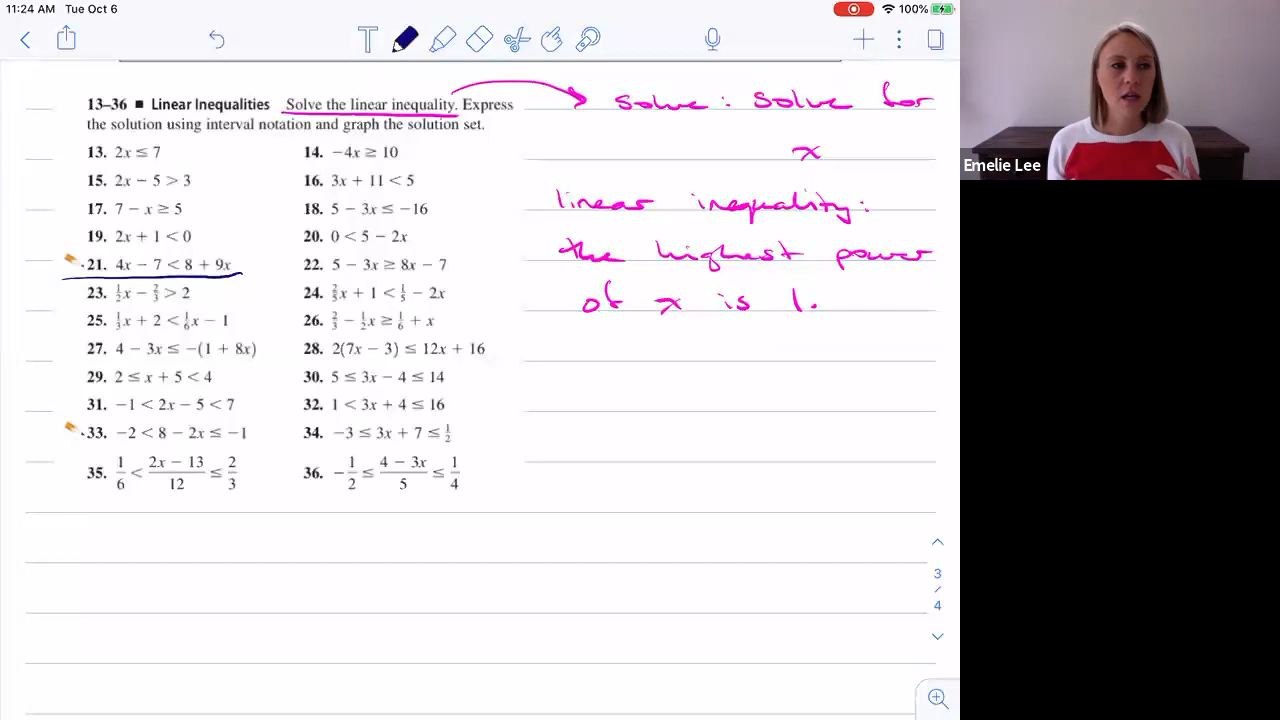 11:24 AM Tue Oct 6
100%
13–36 ■ Linear Inequalities Solve the linear inequality. Express
the solution using interval notation and graph the solution set.
13. 2x ≤ 7
14. −4x ≥ 10
15. 2x − 5 > 3
16. 3x + 11 < 5
17. 7 − x ≥ 5
18. 5 − 3x ≤ −16
19. 2x + 1 < 0
20. 0 < 5 − 2x
21. 4x − 7 < 8 + 9x
22. 5 − 3x ≥ 8x − 7
23. 1/2x − 2/3 > 2
24. 2/5x + 1 < 1/5 − 2x
25. 1/3x + 2 < 1/6x − 1
26. 2/3 − 1/2x ≥ 1/6 + x
27. 4 − 3x ≤ −(1 + 8x)
28. 2(7x − 3) ≤ 12x + 16
29. 2 ≤ x + 5 < 4
30. 5 ≤ 3x − 4 ≤ 14
31. −1 < 2x − 5 < 7
32. 1 < 3x + 4 ≤ 16
33. −2 < 8 − 2x ≤ −1
34. −3 ≤ 3x + 7 ≤ 1/2
35. 1/6 < (2x − 13)/12 ≤ 2/3
36. −1/2 ≤ (4 − 3x)/5 ≤ 1/4
solve: solve for
x
linear inequality:
the highest power
of x is 1.
3
/
4
Emelie Lee